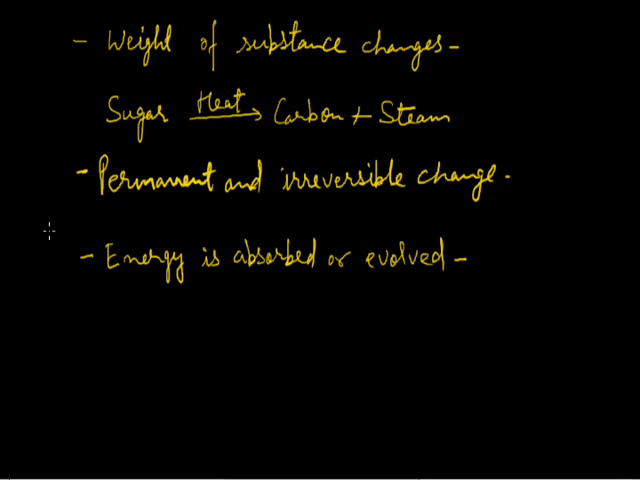 - Weight of substance changes -
Sugar Heat → Carbon + Steam
- Permanent and irreversible change.
- Energy is absorbed or evolved -